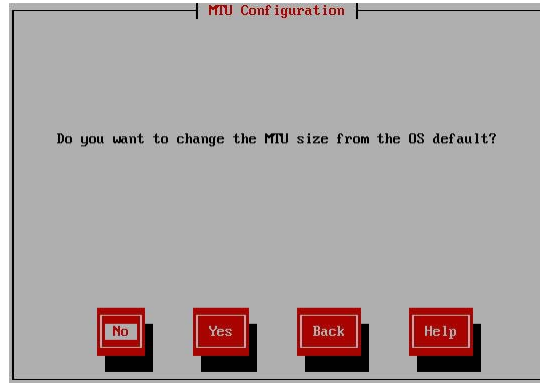 MTU Configuration
Do you want to change the MTU size from the OS default?
No Yes Back Help